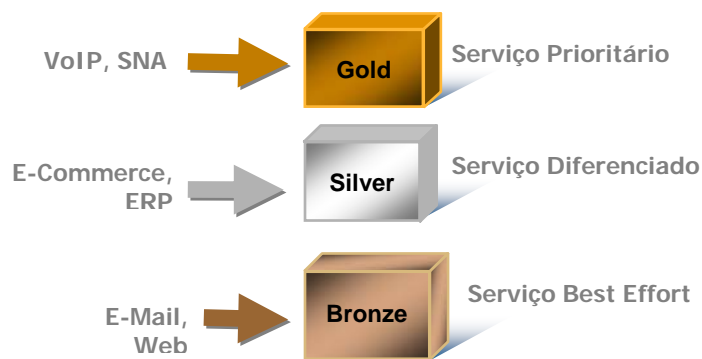 VoIP, SNA
Gold
Serviço Prioritário
E-Commerce,
ERP
Silver
Serviço Diferenciado
E-Mail,
Web
Bronze
Serviço Best Effort